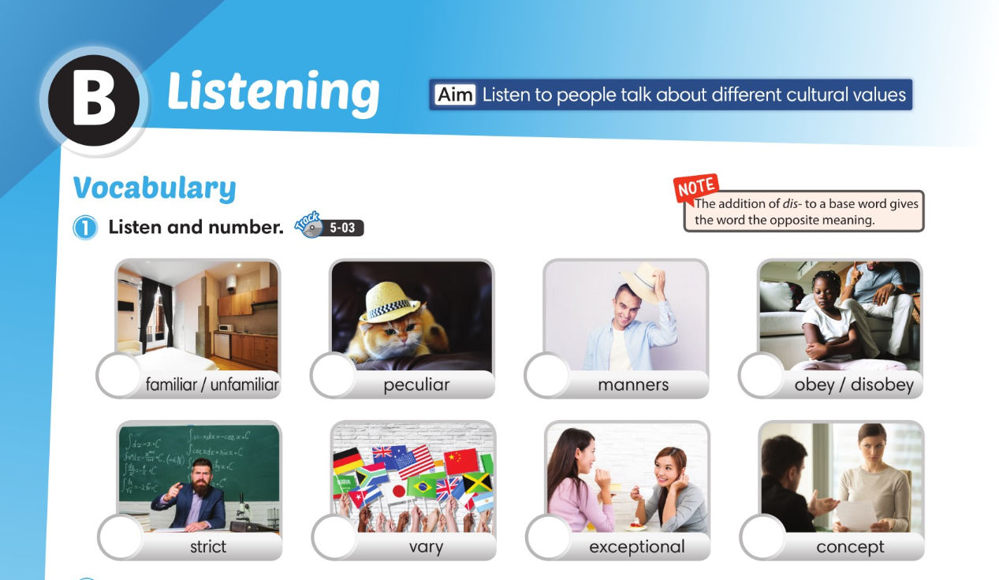 B
Listening
Aim Listen to people talk about different cultural values
Vocabulary
NOTE
The addition of dis- to a base word gives
the word the opposite meaning.
1 Listen and number. Track 5-03
familiar / unfamiliar
peculiar
manners
obey / disobey
strict
vary
exceptional
concept